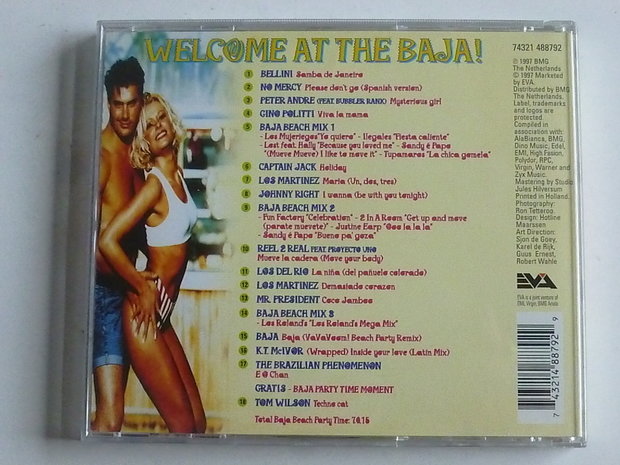 WELCOME AT THE BAJA!
74321 488792
1 BELLINI Samba de Janeiro
2 NO MERCY Please don't go (Spanish version)
3 PETER ANDRE (FEAT BUBBLER RANX) Mysterious girl
4 GINO POLITTI Viva la mama
5 BAJA BEACH MIX 1
- Los Mujeriegos "Yo quiero" - Ilegales "Fiesta caliente"
- Lost feat. Hally "Because you loved me" - Sandy é Papo
"(Mueve Mueve) I like to move it" - Tupamaros "La chica gomela"
6 CAPTAIN JACK Holiday
7 LOS MARTINEZ Maria (Un, dos, tres)
8 JOHNNY RIGHT I wanna (be with you tonight)
9 BAJA BEACH MIX 2
- Fun Factory "Celebration" - 2 In A Room "Get up and move
(parate muevete)" - Justine Earp "Ooo la la la"
- Sandy é Papo "Bueno pa' goza"
10 REEL 2 REAL FEAT. PROYECTO UNO
Mueve la cadera (Move your body)
11 LOS DEL RIO La niña (del pañuelo colorado)
12 LOS MARTINEZ Demasiado corazon
13 MR. PRESIDENT Coco Jamboo
14 BAJA BEACH MIX 3
- Los Roland's "Los Roland's Mega Mix"
15 BAJA Baja (VaVaVoom! Beach Party Remix)
16 K.T. McIVOR (Wrapped) Inside your love (Latin Mix)
17 THE BRAZILIAN PHENOMENON
E O Chan
GRATIS - BAJA PARTY TIME MOMENT
18 TOM WILSON Techno cat
Total Baja Beach Party Time: 70.15
℗ 1997 BMG
The Netherlands
© 1997 Marketed
by EVA.
Distributed by BMG
The Netherlands.
Label, trademarks
and logos are
protected.
Compiled in
association with:
AlaBianca, BMG,
Dino Music, Edel,
EMI, High Fasion,
Polydor, RPC,
Virgin, Warner and
Zyx Music.
Mastering by Studio
Jules Hilversum
Printed in Holland.
Photography:
Ron Tetteroo.
Design: Hotline
Maarssen
Art Direction:
Sjon de Goey,
Karel de Rijk,
Guus Ernest,
Robert Wahle
EVA
EVA is a joint venture of
EMI, Virgin, BMG Ariola
7 43214 88792 9